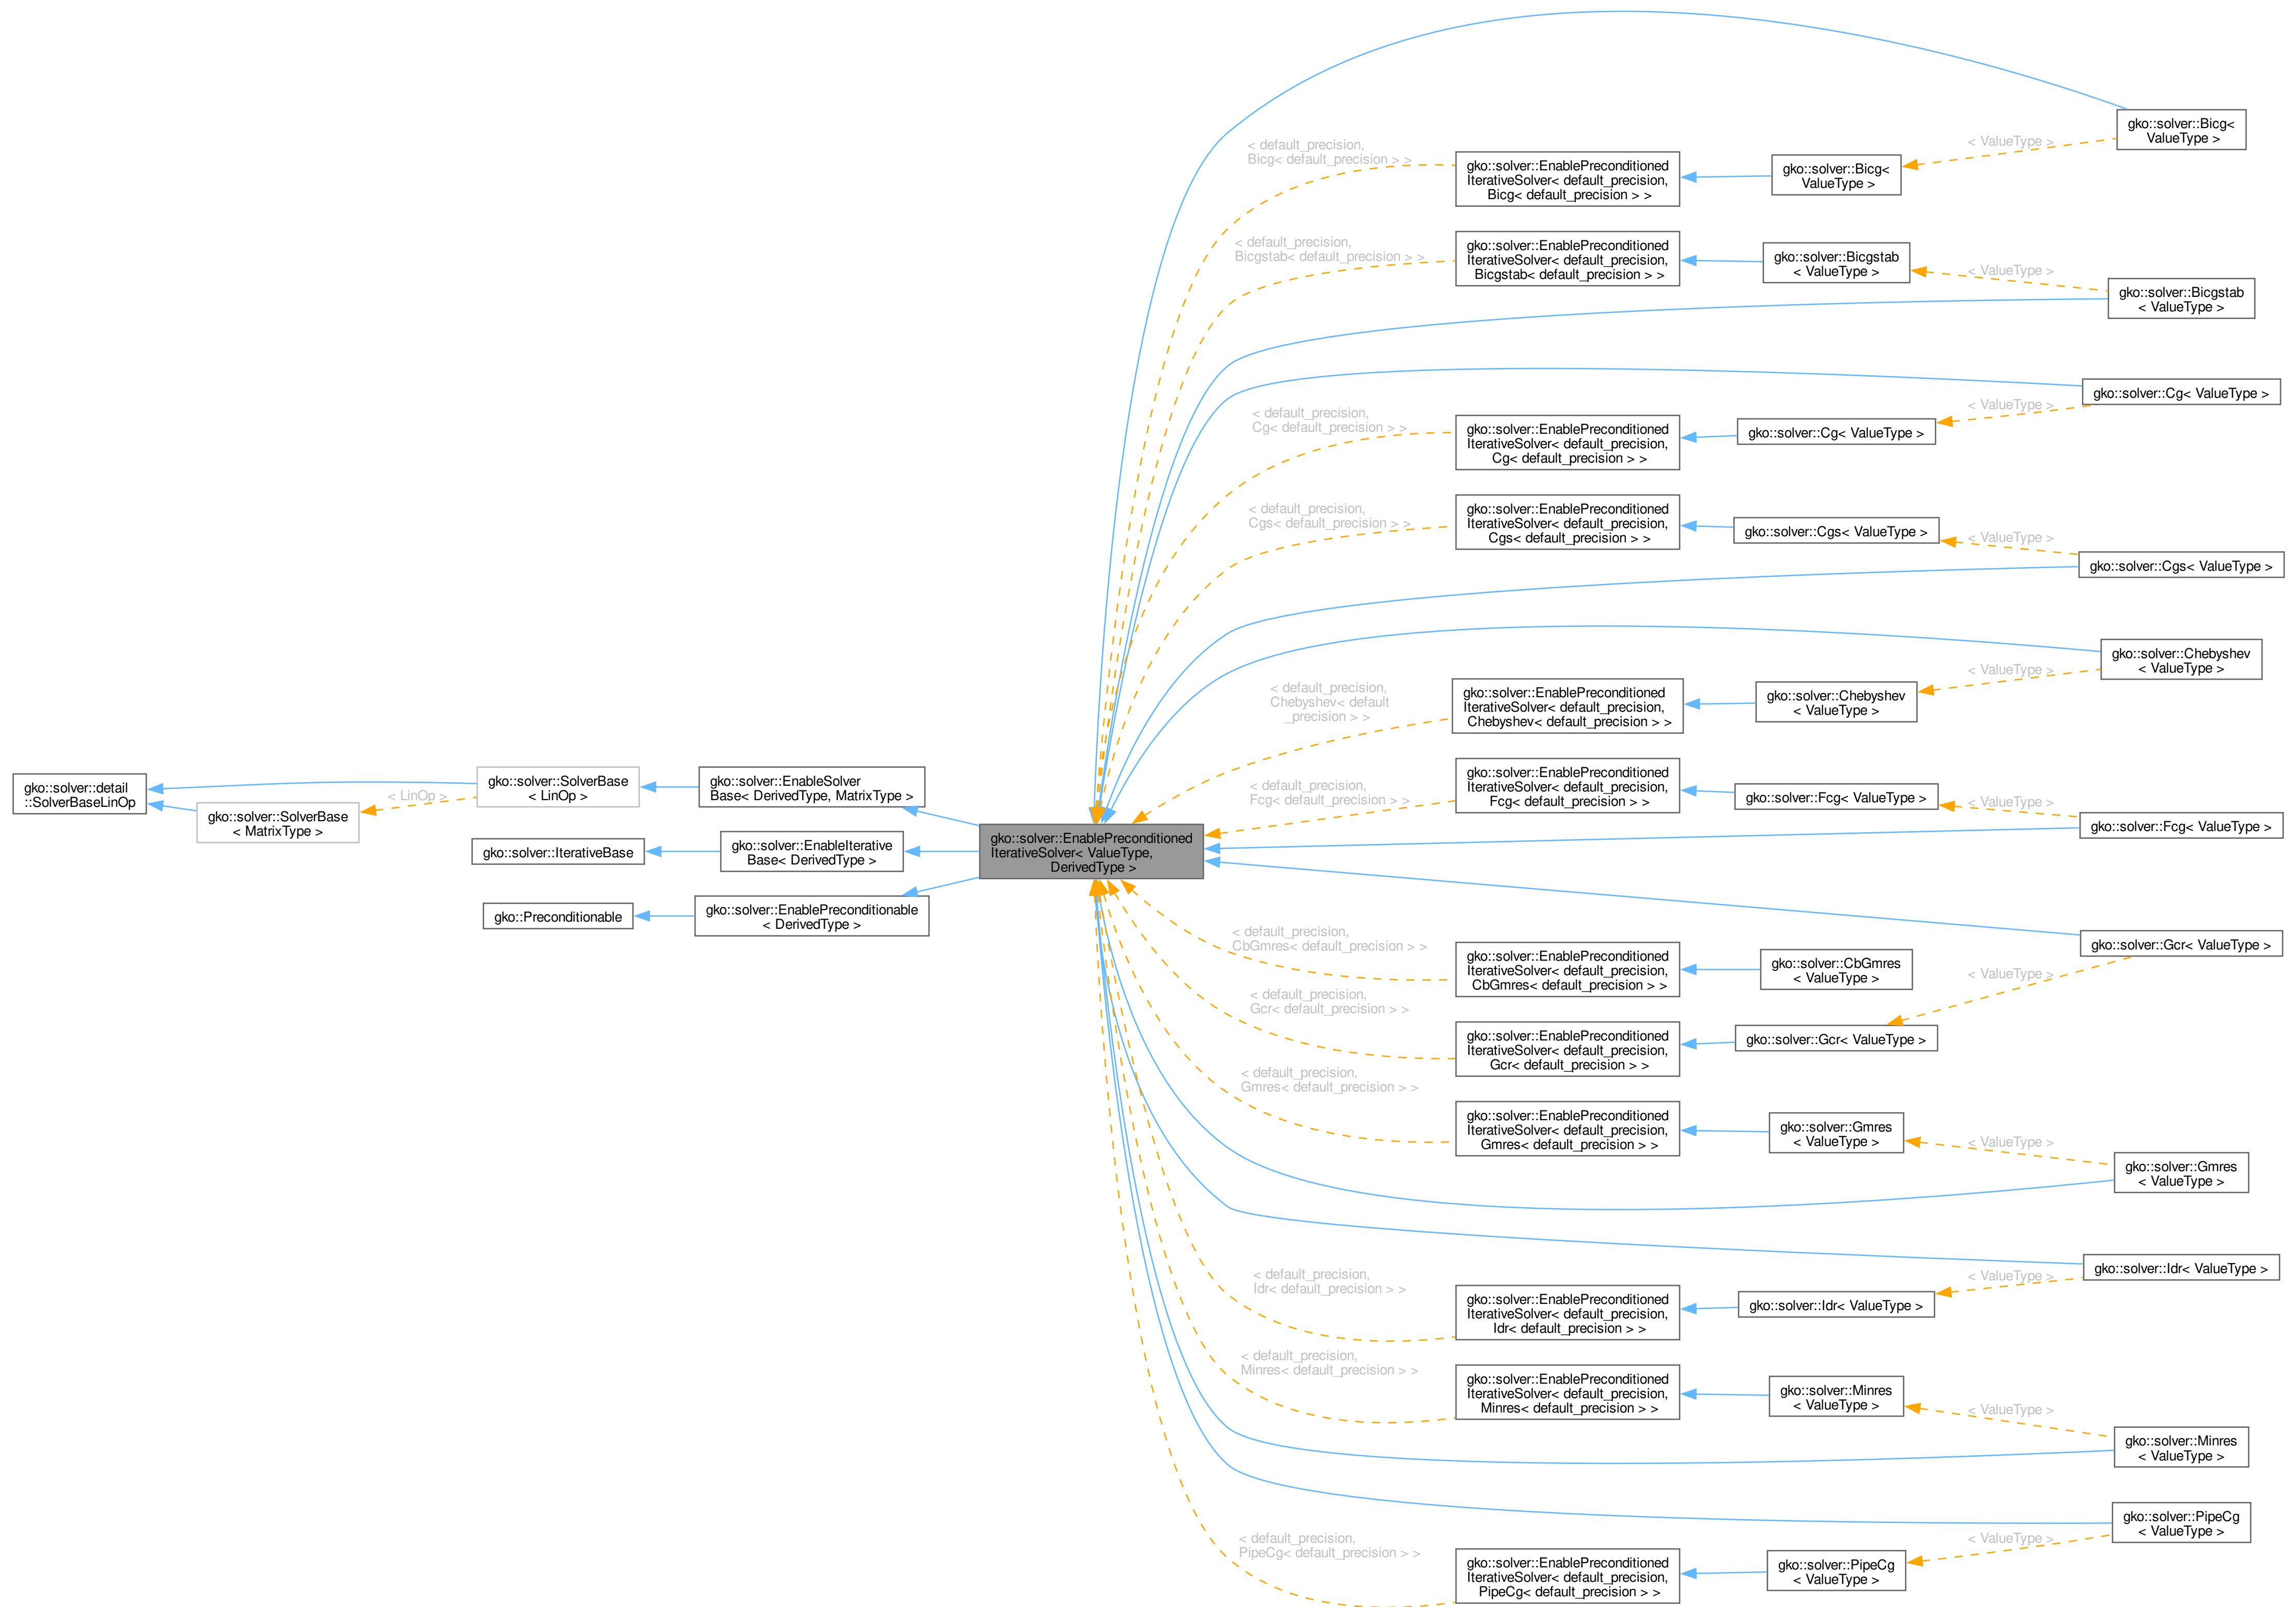 gko::solver::detail
::SolverBaseLinOp
gko::solver::SolverBase
< MatrixType >
< LinOp >
gko::solver::SolverBase
< LinOp >
gko::solver::IterativeBase
gko::Preconditionable
gko::solver::EnableSolver
Base< DerivedType, MatrixType >
gko::solver::EnableIterative
Base< DerivedType >
gko::solver::EnablePreconditionable
< DerivedType >
gko::solver::EnablePreconditioned
IterativeSolver< ValueType,
DerivedType >
< default_precision,
Bicg< default_precision > >
gko::solver::EnablePreconditioned
IterativeSolver< default_precision,
Bicg< default_precision > >
gko::solver::Bicg<
ValueType >
< ValueType >
gko::solver::Bicg<
ValueType >
< default_precision,
Bicgstab< default_precision > >
gko::solver::EnablePreconditioned
IterativeSolver< default_precision,
Bicgstab< default_precision > >
gko::solver::Bicgstab
< ValueType >
< ValueType >
gko::solver::Bicgstab
< ValueType >
< default_precision,
Cg< default_precision > >
gko::solver::EnablePreconditioned
IterativeSolver< default_precision,
Cg< default_precision > >
gko::solver::Cg< ValueType >
< ValueType >
gko::solver::Cg< ValueType >
< default_precision,
Cgs< default_precision > >
gko::solver::EnablePreconditioned
IterativeSolver< default_precision,
Cgs< default_precision > >
gko::solver::Cgs< ValueType >
< ValueType >
gko::solver::Cgs< ValueType >
< default_precision,
Chebyshev< default
_precision > >
gko::solver::EnablePreconditioned
IterativeSolver< default_precision,
Chebyshev< default_precision > >
gko::solver::Chebyshev
< ValueType >
< ValueType >
gko::solver::Chebyshev
< ValueType >
< default_precision,
Fcg< default_precision > >
gko::solver::EnablePreconditioned
IterativeSolver< default_precision,
Fcg< default_precision > >
gko::solver::Fcg< ValueType >
< ValueType >
gko::solver::Fcg< ValueType >
< default_precision,
CbGmres< default_precision > >
gko::solver::EnablePreconditioned
IterativeSolver< default_precision,
CbGmres< default_precision > >
gko::solver::CbGmres
< ValueType >
< default_precision,
Gcr< default_precision > >
gko::solver::EnablePreconditioned
IterativeSolver< default_precision,
Gcr< default_precision > >
gko::solver::Gcr< ValueType >
< ValueType >
gko::solver::Gcr< ValueType >
< default_precision,
Gmres< default_precision > >
gko::solver::EnablePreconditioned
IterativeSolver< default_precision,
Gmres< default_precision > >
gko::solver::Gmres
< ValueType >
< ValueType >
gko::solver::Gmres
< ValueType >
< default_precision,
Idr< default_precision > >
gko::solver::EnablePreconditioned
IterativeSolver< default_precision,
Idr< default_precision > >
gko::solver::Idr< ValueType >
< ValueType >
gko::solver::Idr< ValueType >
< default_precision,
Minres< default_precision > >
gko::solver::EnablePreconditioned
IterativeSolver< default_precision,
Minres< default_precision > >
gko::solver::Minres
< ValueType >
< ValueType >
gko::solver::Minres
< ValueType >
< default_precision,
PipeCg< default_precision > >
gko::solver::EnablePreconditioned
IterativeSolver< default_precision,
PipeCg< default_precision > >
gko::solver::PipeCg
< ValueType >
< ValueType >
gko::solver::PipeCg
< ValueType >